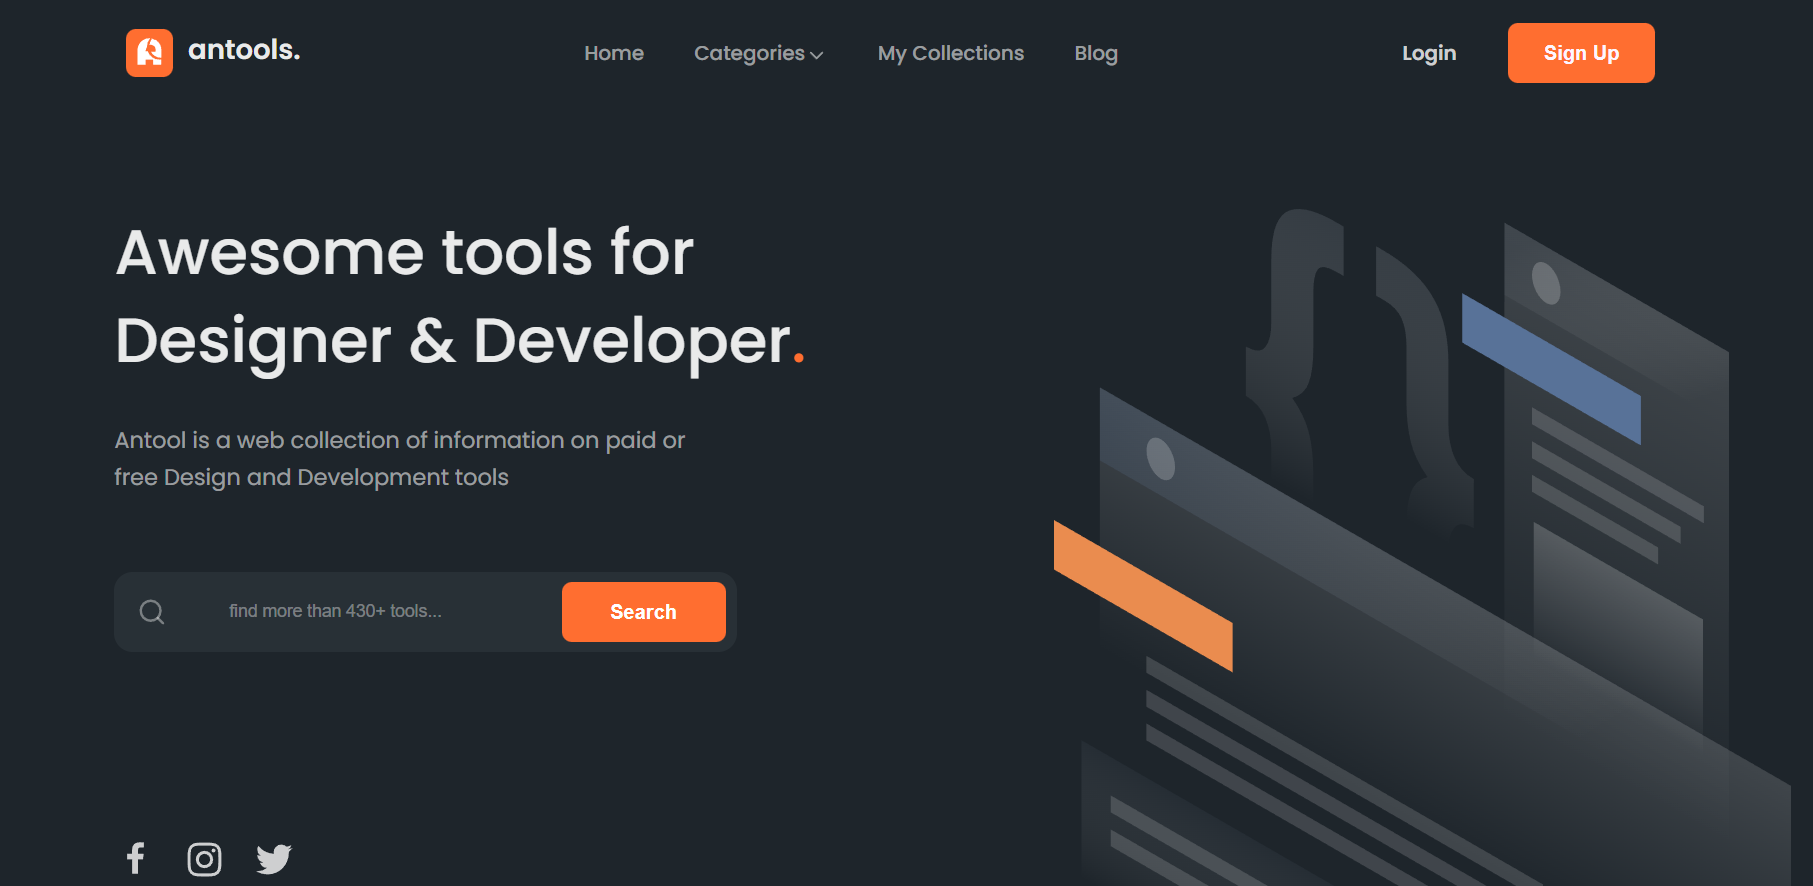 antools.
Home
Categories
My Collections
Blog
Login
Sign Up
Awesome tools for
Designer & Developer.
Antool is a web collection of information on paid or
free Design and Development tools
find more than 430+ tools...
Search